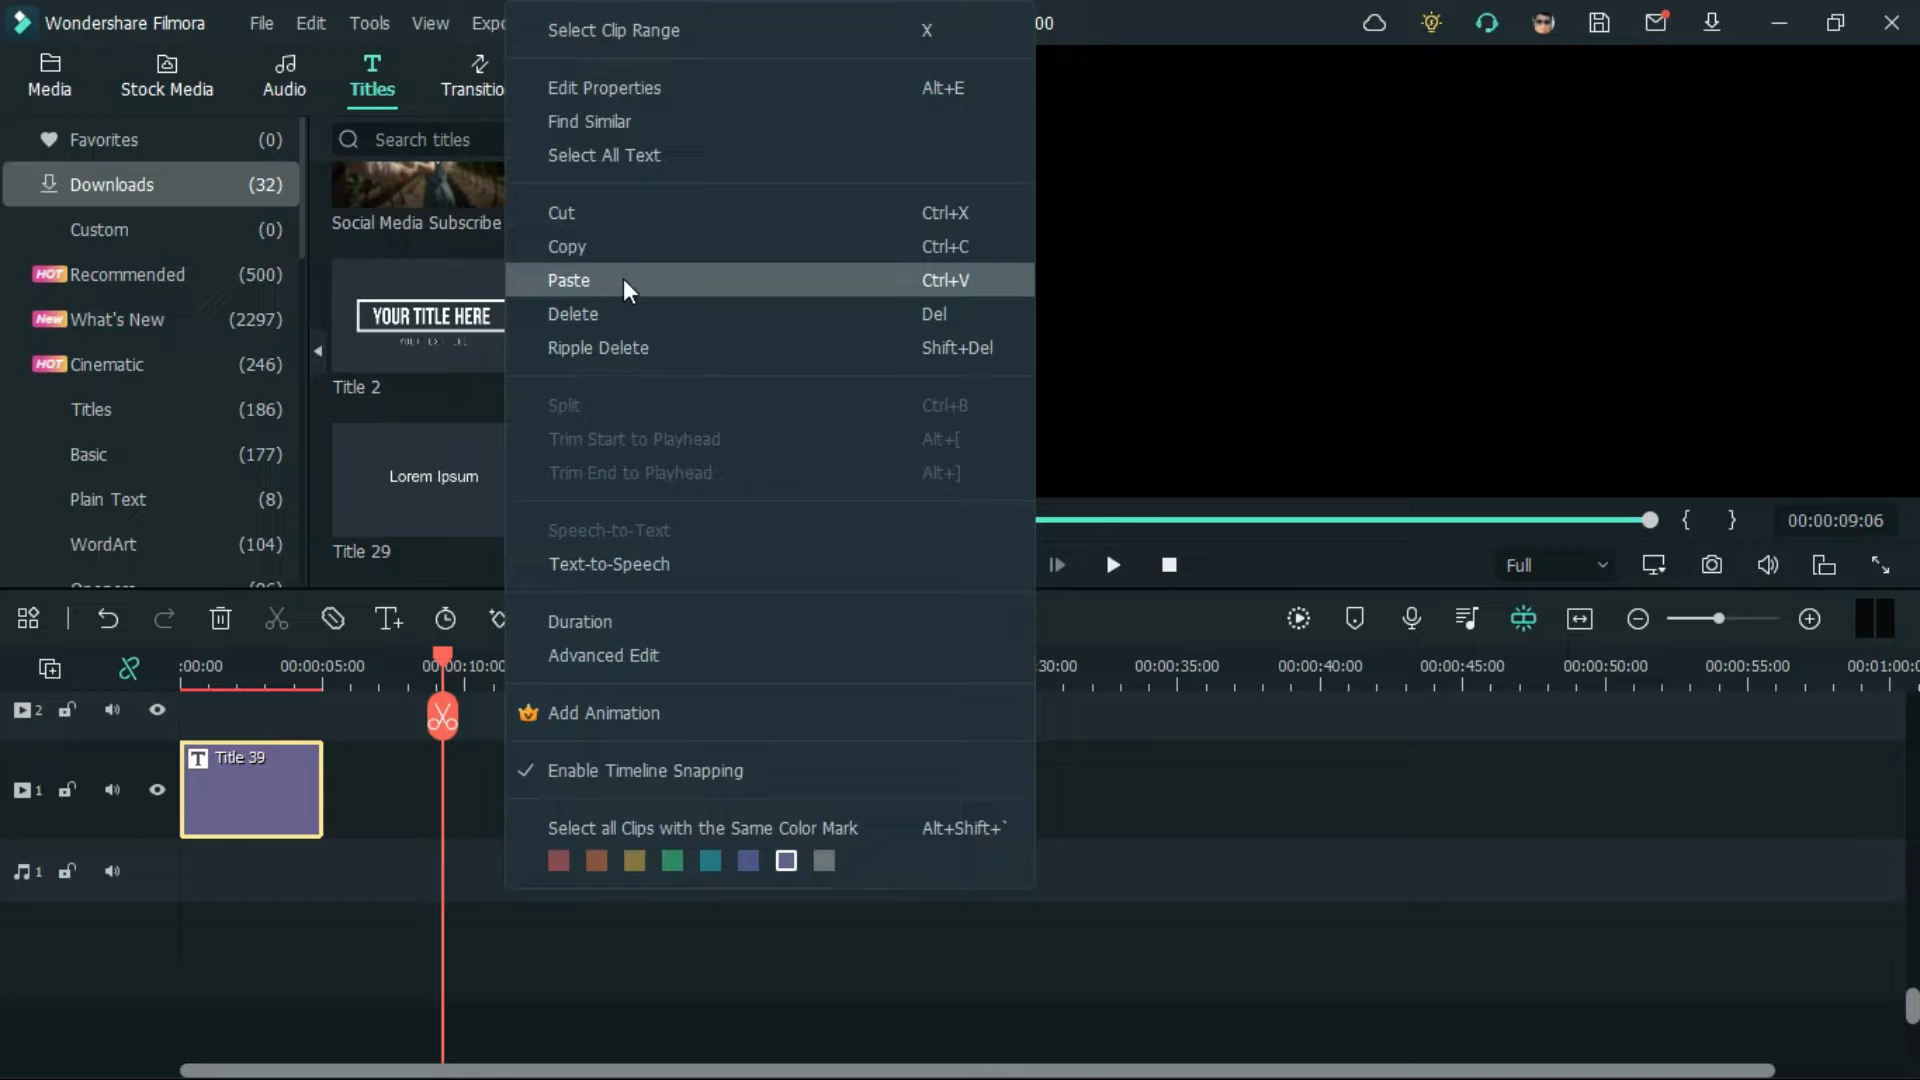 Wondershare Filmora
File
Edit
Tools
View
Expo
00
Media
Stock Media
Audio
Titles
Transitio
Favorites (0)
Downloads (32)
Custom (0)
HOT Recommended (500)
New What's New (2297)
HOT Cinematic (246)
Titles (186)
Basic (177)
Plain Text (8)
WordArt (104)
Search titles
Social Media Subscribe
YOUR TITLE HERE
Title 2
Lorem Ipsum
Title 29
Select Clip Range X
Edit Properties Alt+E
Find Similar
Select All Text
Cut Ctrl+X
Copy Ctrl+C
Paste Ctrl+V
Delete Del
Ripple Delete Shift+Del
Split Ctrl+B
Trim Start to Playhead Alt+[
Trim End to Playhead Alt+]
Speech-to-Text
Text-to-Speech
Duration
Advanced Edit
Add Animation
Enable Timeline Snapping
Select all Clips with the Same Color Mark Alt+Shift+`
{ } 00:00:09:06
Full
:00:00 00:00:05:00 00:00:10:00 30:00 00:00:35:00 00:00:40:00 00:00:45:00 00:00:50:00 00:00:55:00 00:01:00:0
2
T Title 39
1
1